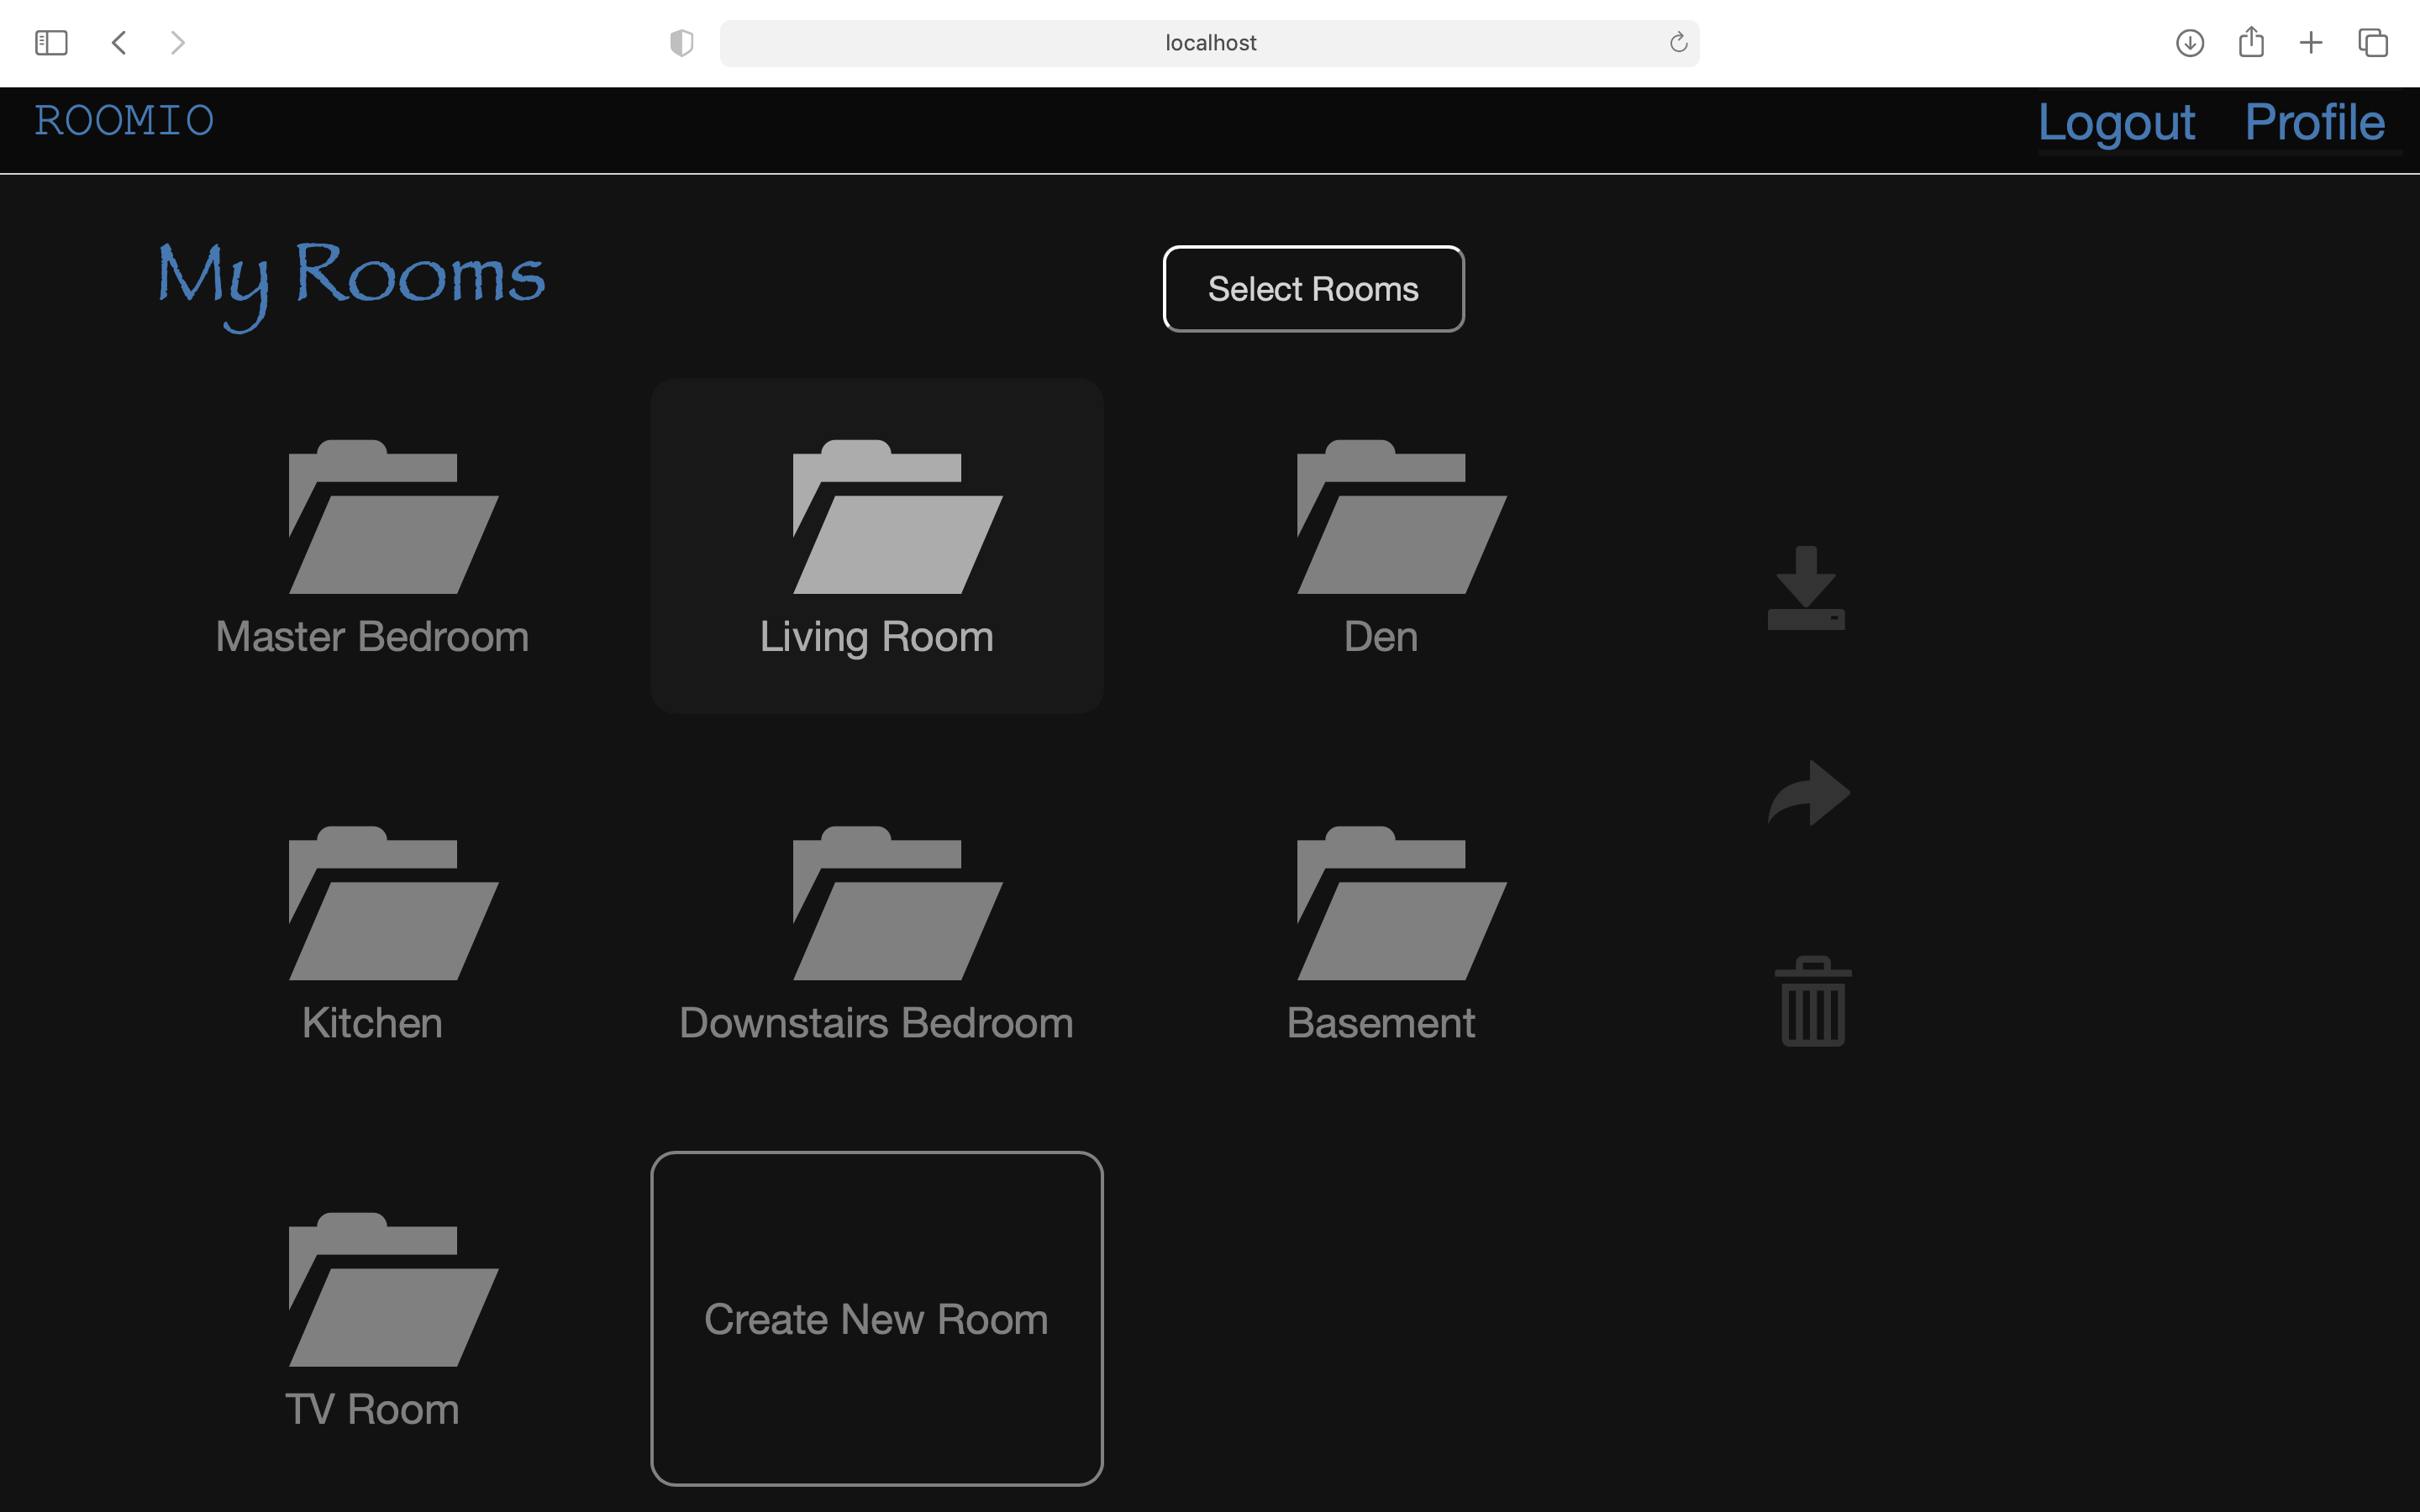 localhost
ROOMIO
Logout Profile
My Rooms
Select Rooms
Master Bedroom
Living Room
Den
Kitchen
Downstairs Bedroom
Basement
TV Room
Create New Room